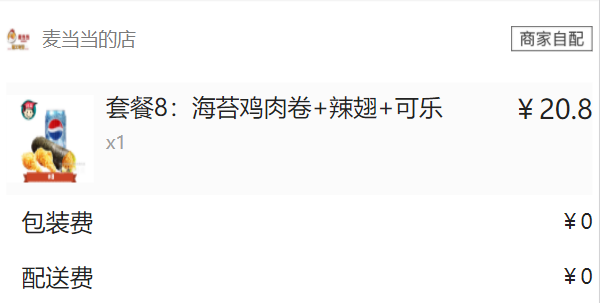 麦当当的店
商家自配
套餐8：海苔鸡肉卷+辣翅+可乐
￥20.8
x1
包装费
￥0
配送费
￥0